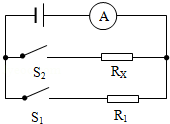 A
S₂ Rₓ
S₁ R₁